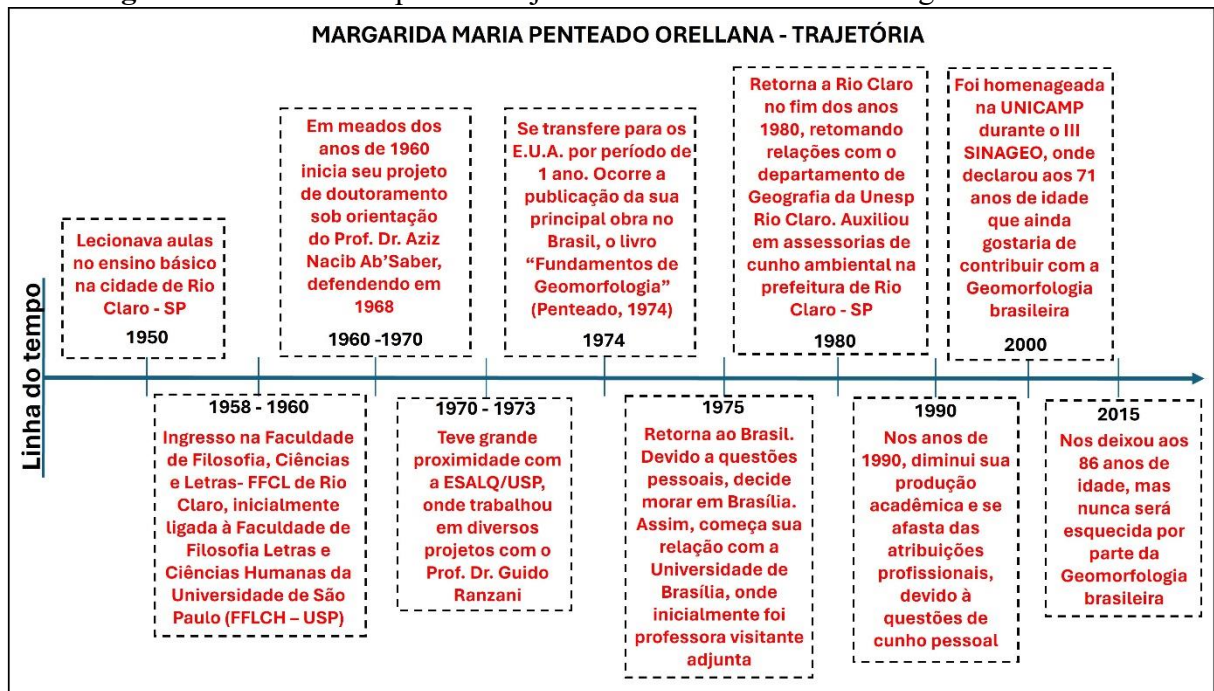 MARGARIDA MARIA PENTEADO ORELLANA - TRAJETÓRIA
Linha do tempo
Lecionava aulas
no ensino básico
na cidade de Rio
Claro - SP
1950
1958 - 1960
Ingresso na Faculdade
de Filosofia, Ciências
e Letras- FFCL de Rio
Claro, inicialmente
ligada à Faculdade de
Filosofia Letras e
Ciências Humanas da
Universidade de São
Paulo (FFLCH – USP)
Em meados dos
anos de 1960
inicia seu projeto
de doutoramento
sob orientação
do Prof. Dr. Aziz
Nacib Ab’Saber,
defendendo em
1968
1960 -1970
1970 - 1973
Teve grande
proximidade com
a ESALQ/USP,
onde trabalhou
em diversos
projetos com o
Prof. Dr. Guido
Ranzani
Se transfere para os
E.U.A. por período de
1 ano. Ocorre a
publicação da sua
principal obra no
Brasil, o livro
“Fundamentos de
Geomorfologia”
(Penteado, 1974)
1974
1975
Retorna ao Brasil.
Devido a questões
pessoais, decide
morar em Brasília.
Assim, começa sua
relação com a
Universidade de
Brasília, onde
inicialmente foi
professora visitante
adjunta
Retorna a Rio Claro
no fim dos anos
1980, retomando
relações com o
departamento de
Geografia da Unesp
Rio Claro. Auxiliou
em assessorias de
cunho ambiental na
prefeitura de Rio
Claro - SP
1980
1990
Nos anos de
1990, diminui sua
produção
acadêmica e se
afasta das
atribuições
profissionais,
devido à
questões de
cunho pessoal
Foi homenageada
na UNICAMP
durante o III
SINAGEO, onde
declarou aos 71
anos de idade
que ainda
gostaria de
contribuir com a
Geomorfologia
brasileira
2000
2015
Nos deixou aos
86 anos de
idade, mas
nunca será
esquecida por
parte da
Geomorfologia
brasileira